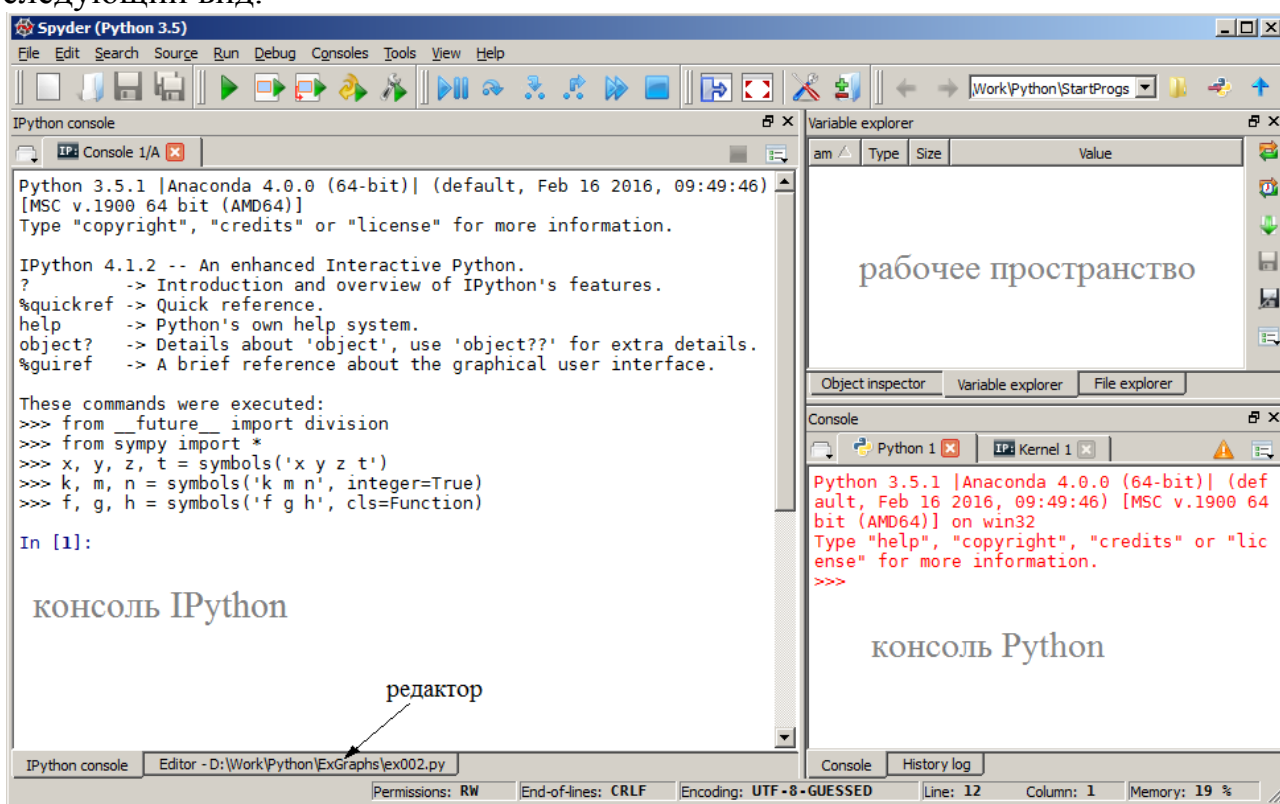 следующий вид.
Spyder (Python 3.5)
File Edit Search Source Run Debug Consoles Tools View Help
Work\Python\StartProgs
IPython console
IP: Console 1/A
Python 3.5.1 |Anaconda 4.0.0 (64-bit)| (default, Feb 16 2016, 09:49:46)
[MSC v.1900 64 bit (AMD64)]
Type "copyright", "credits" or "license" for more information.
IPython 4.1.2 -- An enhanced Interactive Python.
? -> Introduction and overview of IPython's features.
%quickref -> Quick reference.
help -> Python's own help system.
object? -> Details about 'object', use 'object??' for extra details.
%guiref -> A brief reference about the graphical user interface.
These commands were executed:
>>> from __future__ import division
>>> from sympy import *
>>> x, y, z, t = symbols('x y z t')
>>> k, m, n = symbols('k m n', integer=True)
>>> f, g, h = symbols('f g h', cls=Function)
In [1]:
консоль IPython
редактор
IPython console
Editor - D:\Work\Python\ExGraphs\ex002.py
Variable explorer
am Type Size Value
рабочее пространство
Object inspector Variable explorer File explorer
Console
Python 1 IP: Kernel 1
Python 3.5.1 |Anaconda 4.0.0 (64-bit)| (def
ault, Feb 16 2016, 09:49:46) [MSC v.1900 64
bit (AMD64)] on win32
Type "help", "copyright", "credits" or "lic
ense" for more information.
>>>
консоль Python
Console History log
Permissions: RW End-of-lines: CRLF Encoding: UTF-8-GUESSED Line: 12 Column: 1 Memory: 19 %